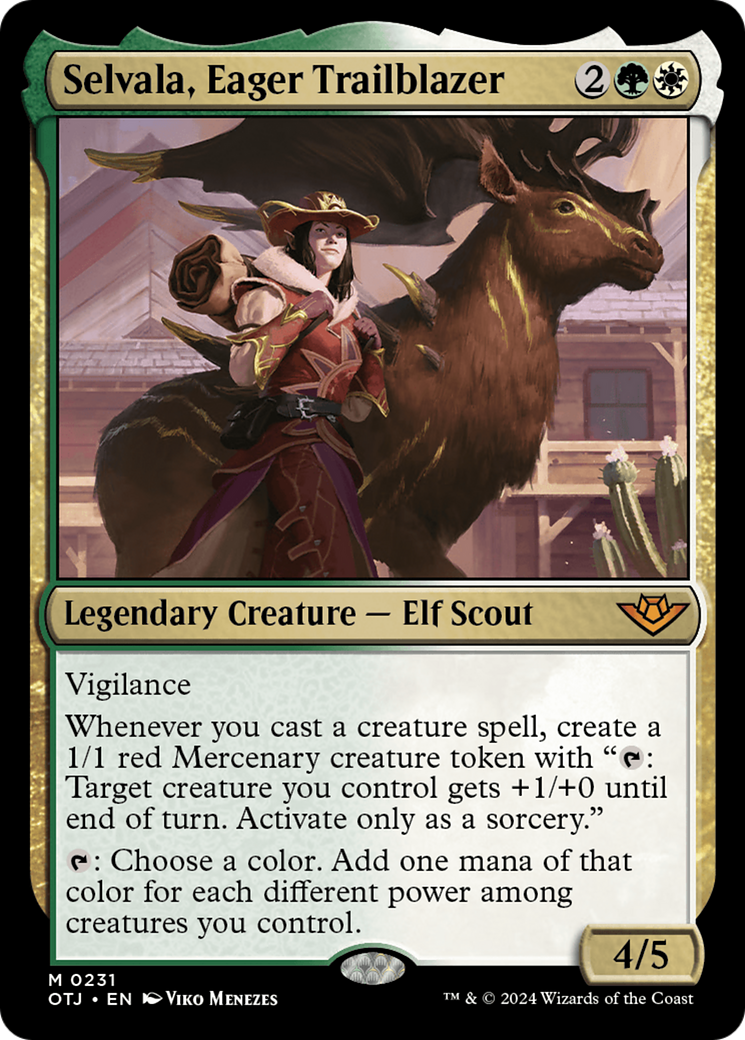 Selvala, Eager Trailblazer 2
Legendary Creature — Elf Scout
Vigilance
Whenever you cast a creature spell, create a
1/1 red Mercenary creature token with “:
Target creature you control gets +1/+0 until
end of turn. Activate only as a sorcery.”
: Choose a color. Add one mana of that
color for each different power among
creatures you control.
4/5
M 0231
OTJ • EN Viko Menezes
™ & © 2024 Wizards of the Coast